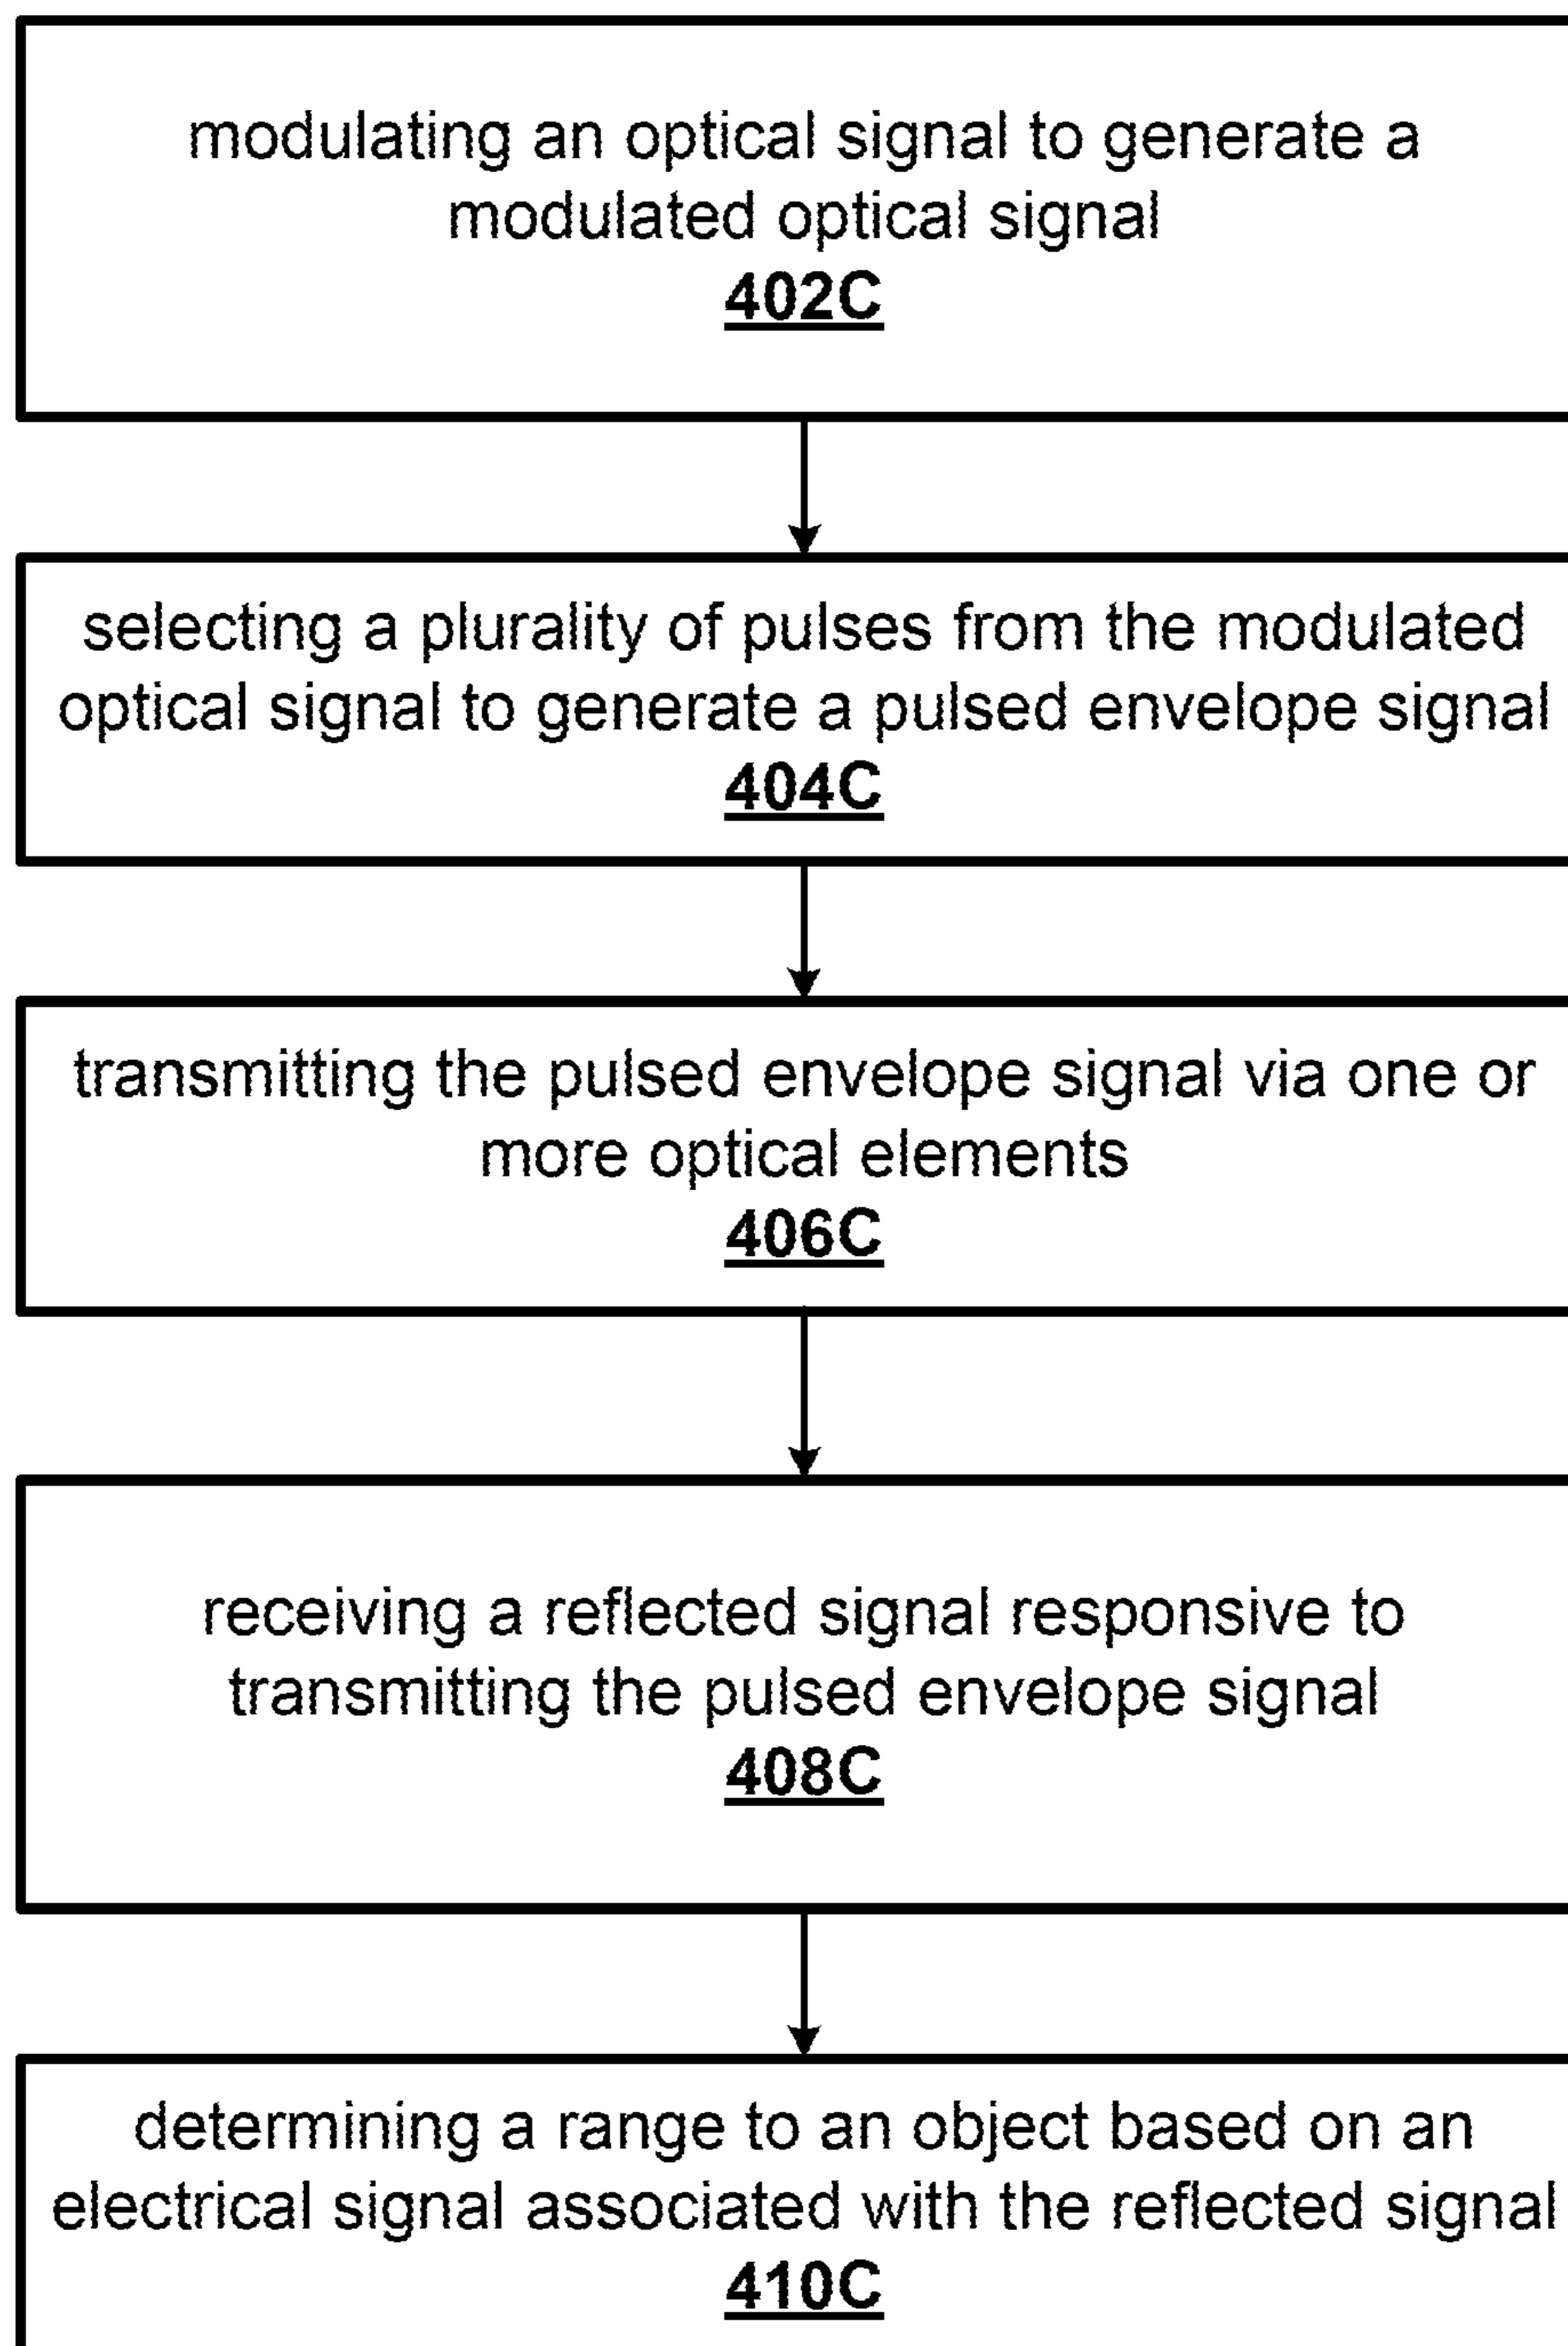 modulating an optical signal to generate a
modulated optical signal
402C
selecting a plurality of pulses from the modulated
optical signal to generate a pulsed envelope signal
404C
transmitting the pulsed envelope signal via one or
more optical elements
406C
receiving a reflected signal responsive to
transmitting the pulsed envelope signal
408C
determining a range to an object based on an
electrical signal associated with the reflected signal
410C